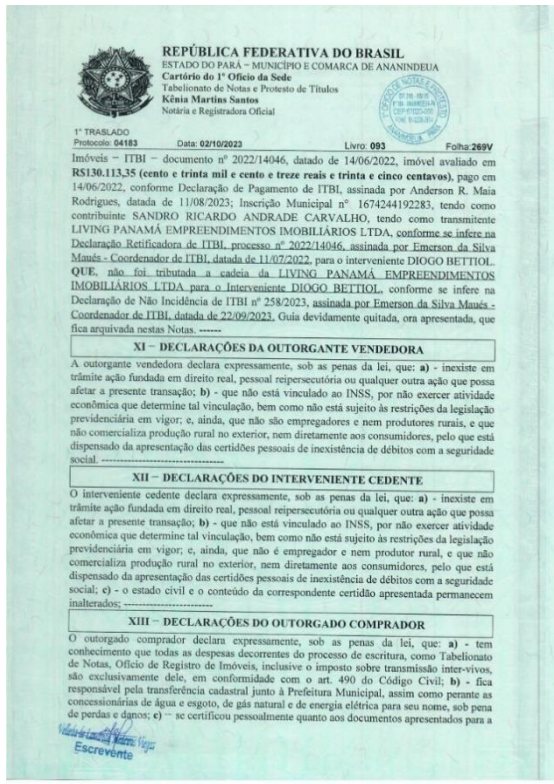 REPÚBLICA FEDERATIVA DO BRASIL
ESTADO DO PARÁ – MUNICÍPIO E COMARCA DE ANANINDEUA
Cartório do 1º Ofício da Sede
Tabelionato de Notas e Protesto de Títulos
Kênia Martins Santos
Notária e Registradora Oficial
1º TRASLADO
Protocolo: 04183 Data: 02/10/2023 Livro: 093 Folha:269V
Imóveis – ITBI – documento nº 2022/14046, datado de 14/06/2022, imóvel avaliado em
R$130.113,35 (cento e trinta mil e cento e treze reais e trinta e cinco centavos), pago em
14/06/2022, conforme Declaração de Pagamento de ITBI, assinada por Anderson R. Maia
Rodrigues, datada de 11/08/2023; Inscrição Municipal nº 1674244192283, tendo como
contribuinte SANDRO RICARDO ANDRADE CARVALHO, tendo como transmitente
LIVING PANAMÁ EMPREENDIMENTOS IMOBILIÁRIOS LTDA, conforme se infere na
Declaração Retificadora de ITBI, processo nº 2022/14046, assinada por Emerson da Silva
Maués - Coordenador de ITBI, datada de 11/07/2022, para o interveniente DIOGO BETTIOL.
QUE, não foi tributada a cadeia da LIVING PANAMÁ EMPREENDIMENTOS
IMOBILIÁRIOS LTDA para o Interveniente DIOGO BETTIOL, conforme se infere na
Declaração de Não Incidência de ITBI nº 258/2023, assinada por Emerson da Silva Maués -
Coordenador de ITBI, datada de 22/09/2023. Guia devidamente quitada, ora apresentada, que
fica arquivada nestas Notas. ------
XI – DECLARAÇÕES DA OUTORGANTE VENDEDORA
A outorgante vendedora declara expressamente, sob as penas da lei, que: a) - inexiste em
trâmite ação fundada em direito real, pessoal reipersecutória ou qualquer outra ação que possa
afetar a presente transação; b) - que não está vinculado ao INSS, por não exercer atividade
econômica que determine tal vinculação, bem como não está sujeito às restrições da legislação
previdenciária em vigor; e, ainda, que não são empregadores e nem produtores rurais, e que
não comercializa produção rural no exterior, nem diretamente aos consumidores, pelo que está
dispensado da apresentação das certidões pessoais de inexistência de débitos com a seguridade
social. ------------------------------
XII – DECLARAÇÕES DO INTERVENIENTE CEDENTE
O interveniente cedente declara expressamente, sob as penas da lei, que: a) - inexiste em
trâmite ação fundada em direito real, pessoal reipersecutória ou qualquer outra ação que possa
afetar a presente transação; b) - que não está vinculado ao INSS, por não exercer atividade
econômica que determine tal vinculação, bem como não está sujeito às restrições da legislação
previdenciária em vigor; e, ainda, que não é empregador e nem produtor rural, e que não
comercializa produção rural no exterior, nem diretamente aos consumidores, pelo que está
dispensado da apresentação das certidões pessoais de inexistência de débitos com a seguridade
social; c) - o estado civil e o conteúdo da correspondente certidão apresentada permanecem
inalterados; ----------------------
XIII – DECLARAÇÕES DO OUTORGADO COMPRADOR
O outorgado comprador declara expressamente, sob as penas da lei, que: a) - tem
conhecimento que todas as despesas decorrentes do processo de escritura, como Tabelionato
de Notas, Ofício de Registro de Imóveis, inclusive o imposto sobre transmissão inter-vivos,
são exclusivamente dele, em conformidade com o art. 490 do Código Civil; b) - fica
responsável pela transferência cadastral junto à Prefeitura Municipal, assim como perante as
concessionárias de água e esgoto, de gás natural e de energia elétrica para seu nome, sob pena
de perdas e danos; c) – se certificou pessoalmente quanto aos documentos apresentados para a
Escrevente